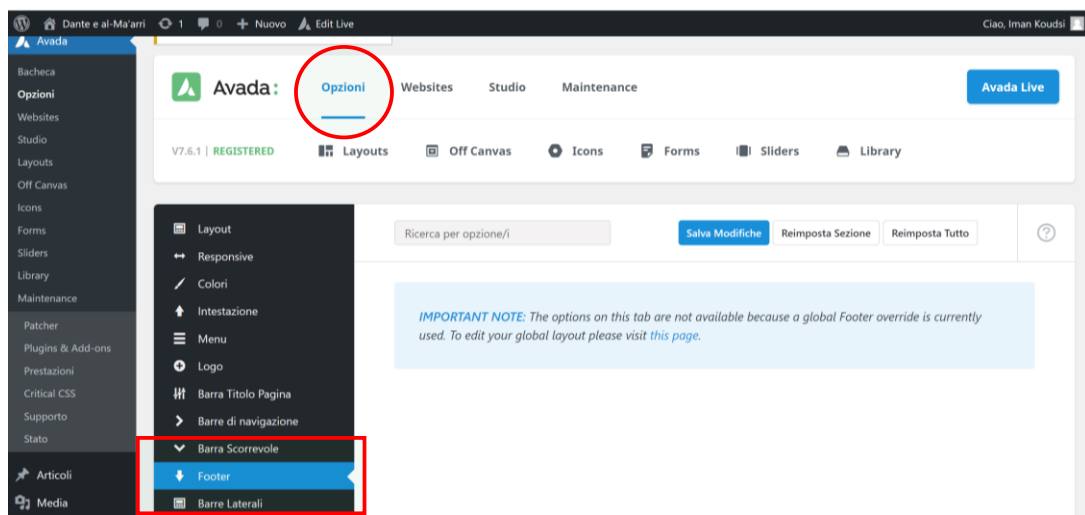 Dante e al-Ma'arri 1 0 Nuovo Edit Live Ciao, Iman Koudsi
Avada
Bacheca
Opzioni
Websites
Studio
Layouts
Off Canvas
Icons
Forms
Sliders
Library
Maintenance
Patcher
Plugins & Add-ons
Prestazioni
Critical CSS
Supporto
Stato
Articoli
Media
Avada: Opzioni Websites Studio Maintenance Avada Live
V7.6.1 | REGISTERED Layouts Off Canvas Icons Forms Sliders Library
Layout
Responsive
Colori
Intestazione
Menu
Logo
Barra Titolo Pagina
Barre di navigazione
Barra Scorrevole
Footer
Barre Laterali
Ricerca per opzione/i Salva Modifiche Reimposta Sezione Reimposta Tutto ?
IMPORTANT NOTE: The options on this tab are not available because a global Footer override is currently
used. To edit your global layout please visit this page.